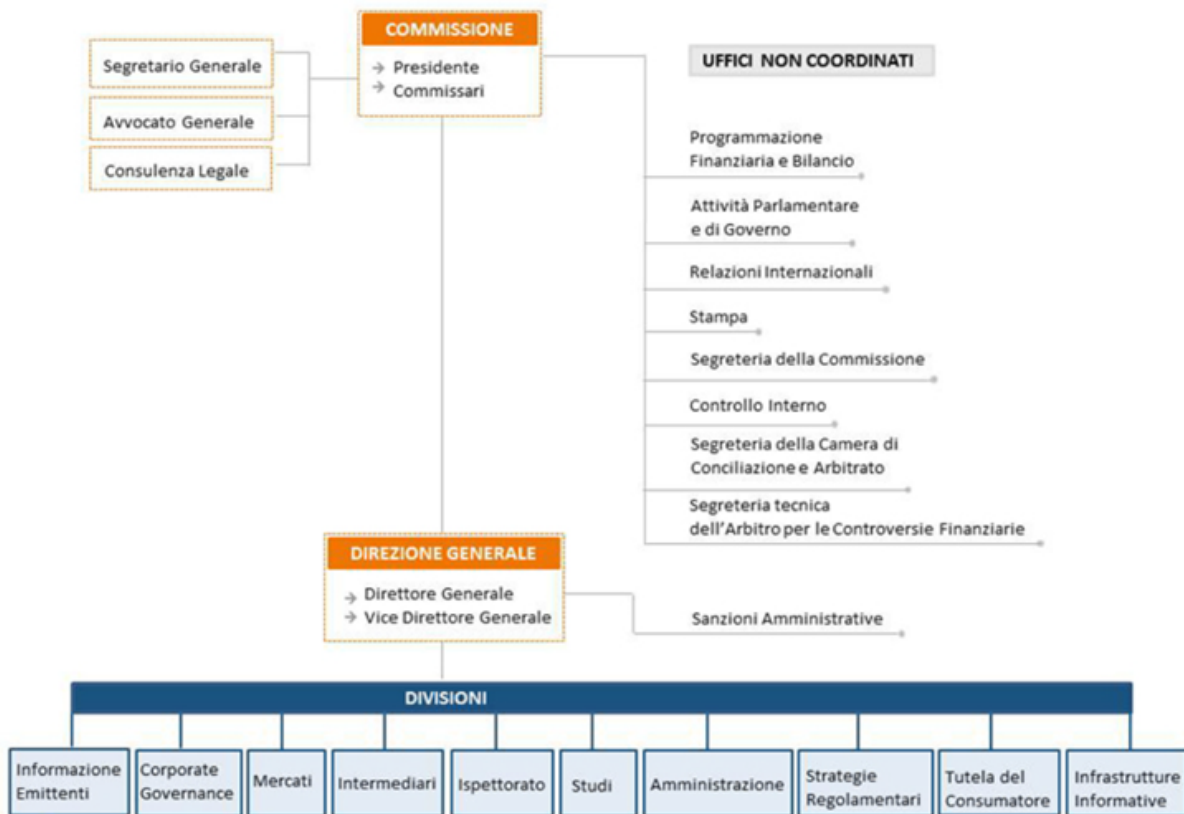 COMMISSIONE
Presidente
Commissari
Segretario Generale
Avvocato Generale
Consulenza Legale
UFFICI NON COORDINATI
Programmazione
Finanziaria e Bilancio
Attività Parlamentare
e di Governo
Relazioni Internazionali
Stampa
Segreteria della Commissione
Controllo Interno
Segreteria della Camera di
Conciliazione e Arbitrato
Segreteria tecnica
dell'Arbitro per le Controversie Finanziarie
DIREZIONE GENERALE
Direttore Generale
Vice Direttore Generale
Sanzioni Amministrative
DIVISIONI
Informazione
Emittenti
Corporate
Governance
Mercati
Intermediari
Ispettorato
Studi
Amministrazione
Strategie
Regolamentari
Tutela del
Consumatore
Infrastrutture
Informative